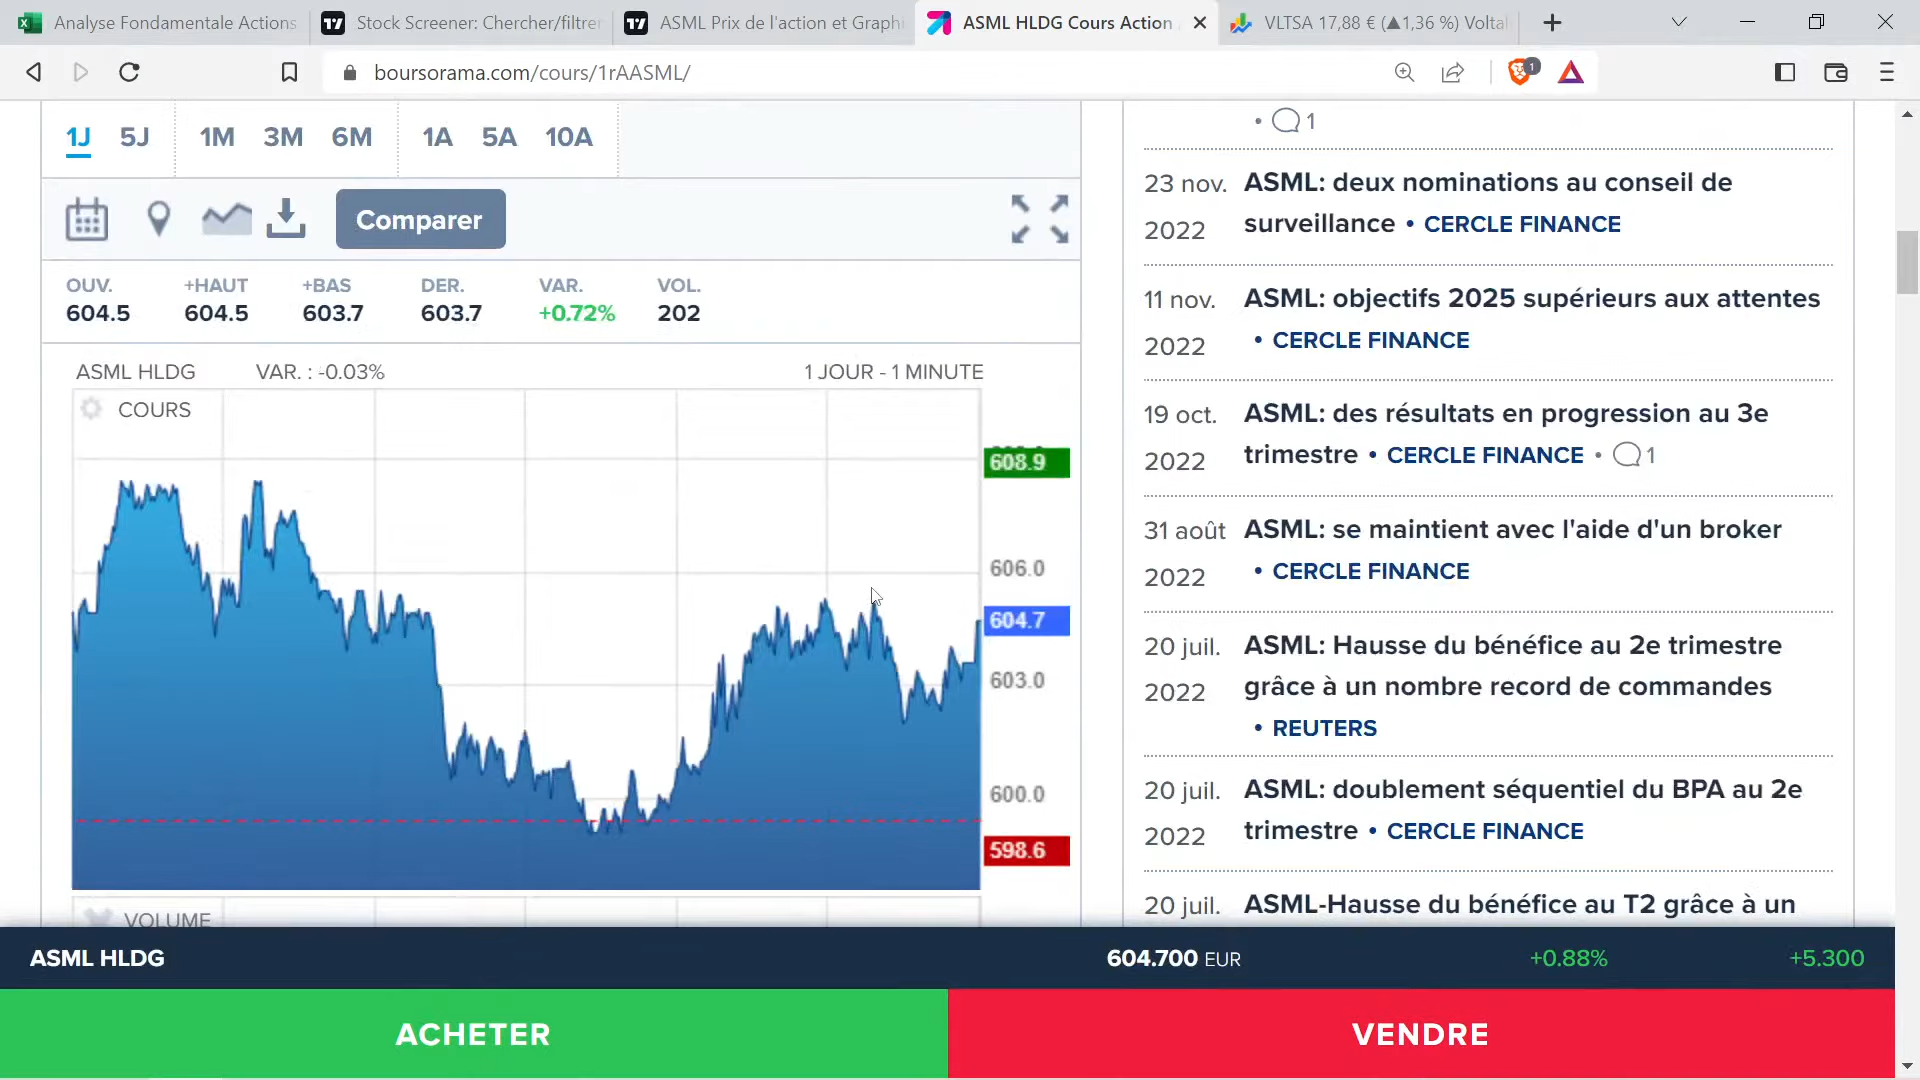 Analyse Fondamentale Actions
Stock Screener: Chercher/filtrer
ASML Prix de l'action et Graphi
ASML HLDG Cours Action
VLTSA 17,88 € (▲1,36 %) Volta
boursorama.com/cours/1rAASML/
1
1J 5J 1M 3M 6M 1A 5A 10A
Comparer
OUV. +HAUT +BAS DER. VAR. VOL.
604.5 604.5 603.7 603.7 +0.72% 202
ASML HLDG VAR. : -0.03% 1 JOUR - 1 MINUTE
COURS
608.9
606.0
604.7
603.0
600.0
598.6
VOLUME
• 1
23 nov. 2022
ASML: deux nominations au conseil de
surveillance • CERCLE FINANCE
11 nov. 2022
ASML: objectifs 2025 supérieurs aux attentes
• CERCLE FINANCE
19 oct. 2022
ASML: des résultats en progression au 3e
trimestre • CERCLE FINANCE • 1
31 août 2022
ASML: se maintient avec l'aide d'un broker
• CERCLE FINANCE
20 juil. 2022
ASML: Hausse du bénéfice au 2e trimestre
grâce à un nombre record de commandes
• REUTERS
20 juil. 2022
ASML: doublement séquentiel du BPA au 2e
trimestre • CERCLE FINANCE
20 juil.
ASML-Hausse du bénéfice au T2 grâce à un
ASML HLDG 604.700 EUR +0.88% +5.300
ACHETER VENDRE